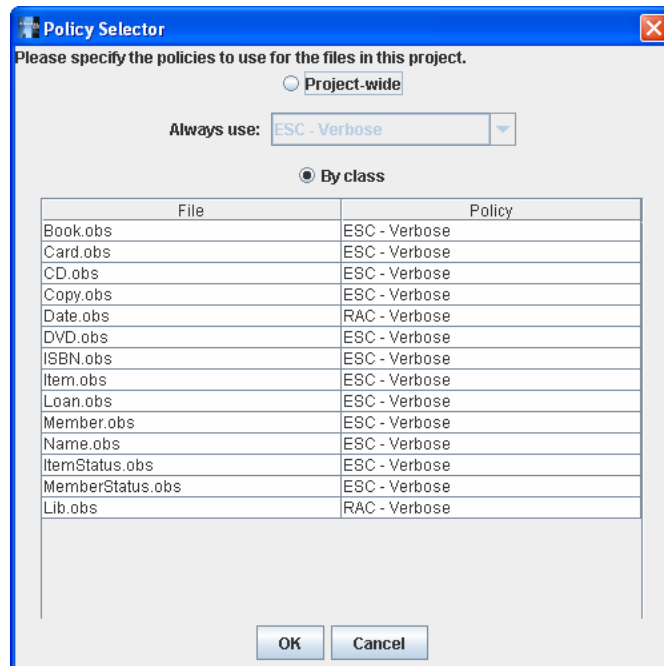 Policy Selector
Please specify the policies to use for the files in this project.
Project-wide
Always use: ESC - Verbose
By class
File Policy
Book.obs ESC - Verbose
Card.obs ESC - Verbose
CD.obs ESC - Verbose
Copy.obs ESC - Verbose
Date.obs RAC - Verbose
DVD.obs ESC - Verbose
ISBN.obs ESC - Verbose
Item.obs ESC - Verbose
Loan.obs ESC - Verbose
Member.obs ESC - Verbose
Name.obs ESC - Verbose
ItemStatus.obs ESC - Verbose
MemberStatus.obs ESC - Verbose
Lib.obs RAC - Verbose
OK Cancel